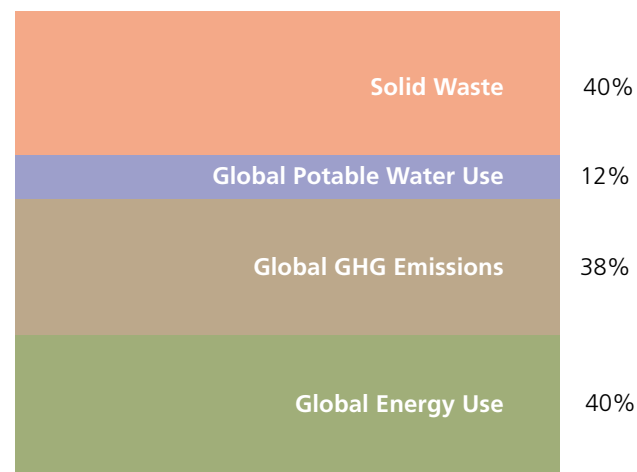 Solid Waste 40%
Global Potable Water Use 12%
Global GHG Emissions 38%
Global Energy Use 40%